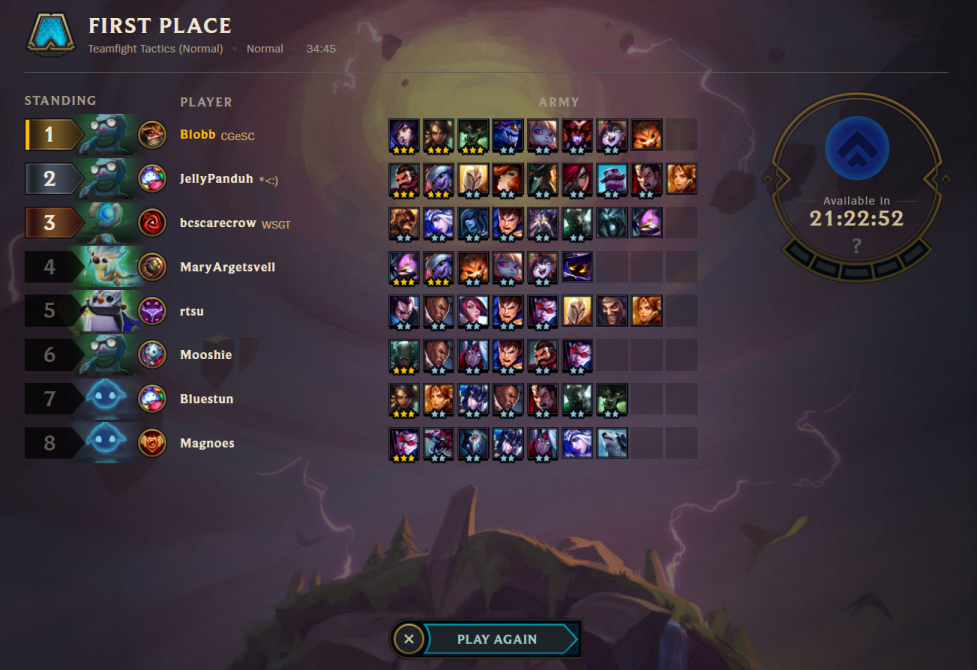 FIRST PLACE
Teamfight Tactics (Normal) • Normal • 34:45
STANDING PLAYER ARMY
1 Blobb CGeSC
2 JellyPanduh *<:)
3 bcscarecrow WSGT
4 MaryArgetsvell
5 rtsu
6 Mooshie
7 Bluestun
8 Magnoes
Available In
21:22:52
?
PLAY AGAIN